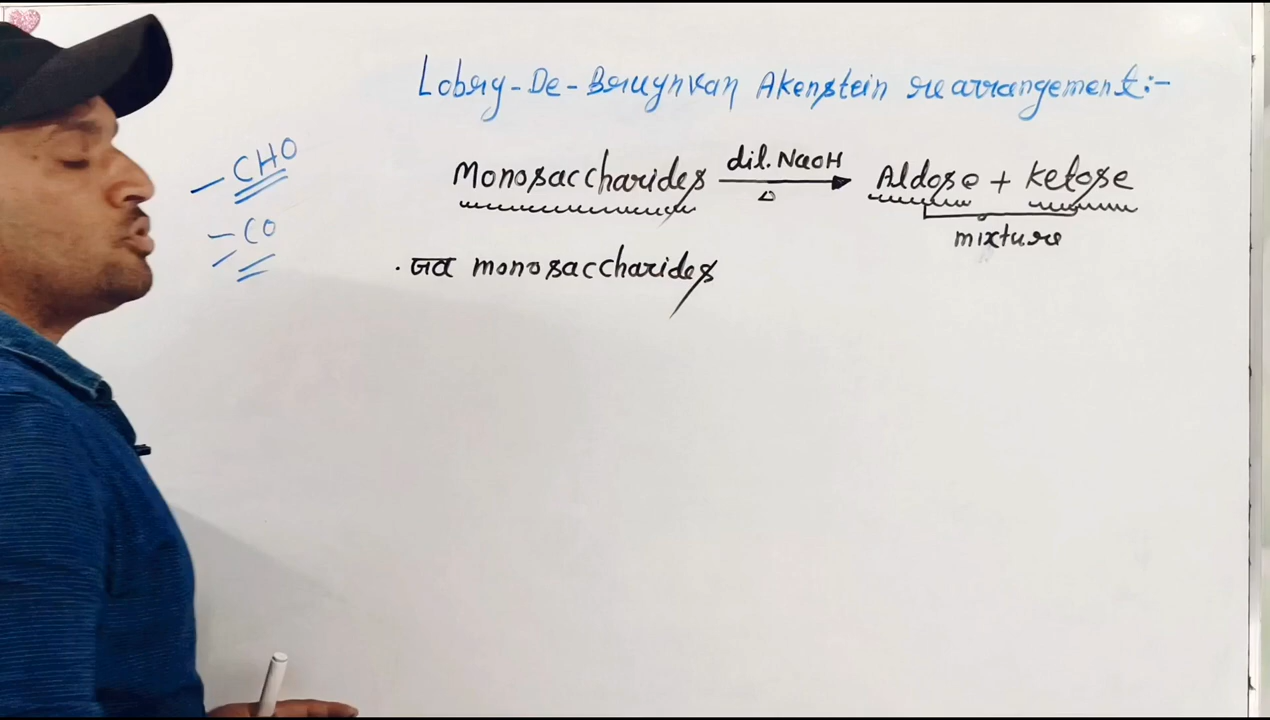 Lobry-De-Bruynvan Akenstein rearrangement:-
-CHO
-CO
Monosaccharides dil. NaOH Δ Aldose + Ketose
mixture
. जब monosaccharides